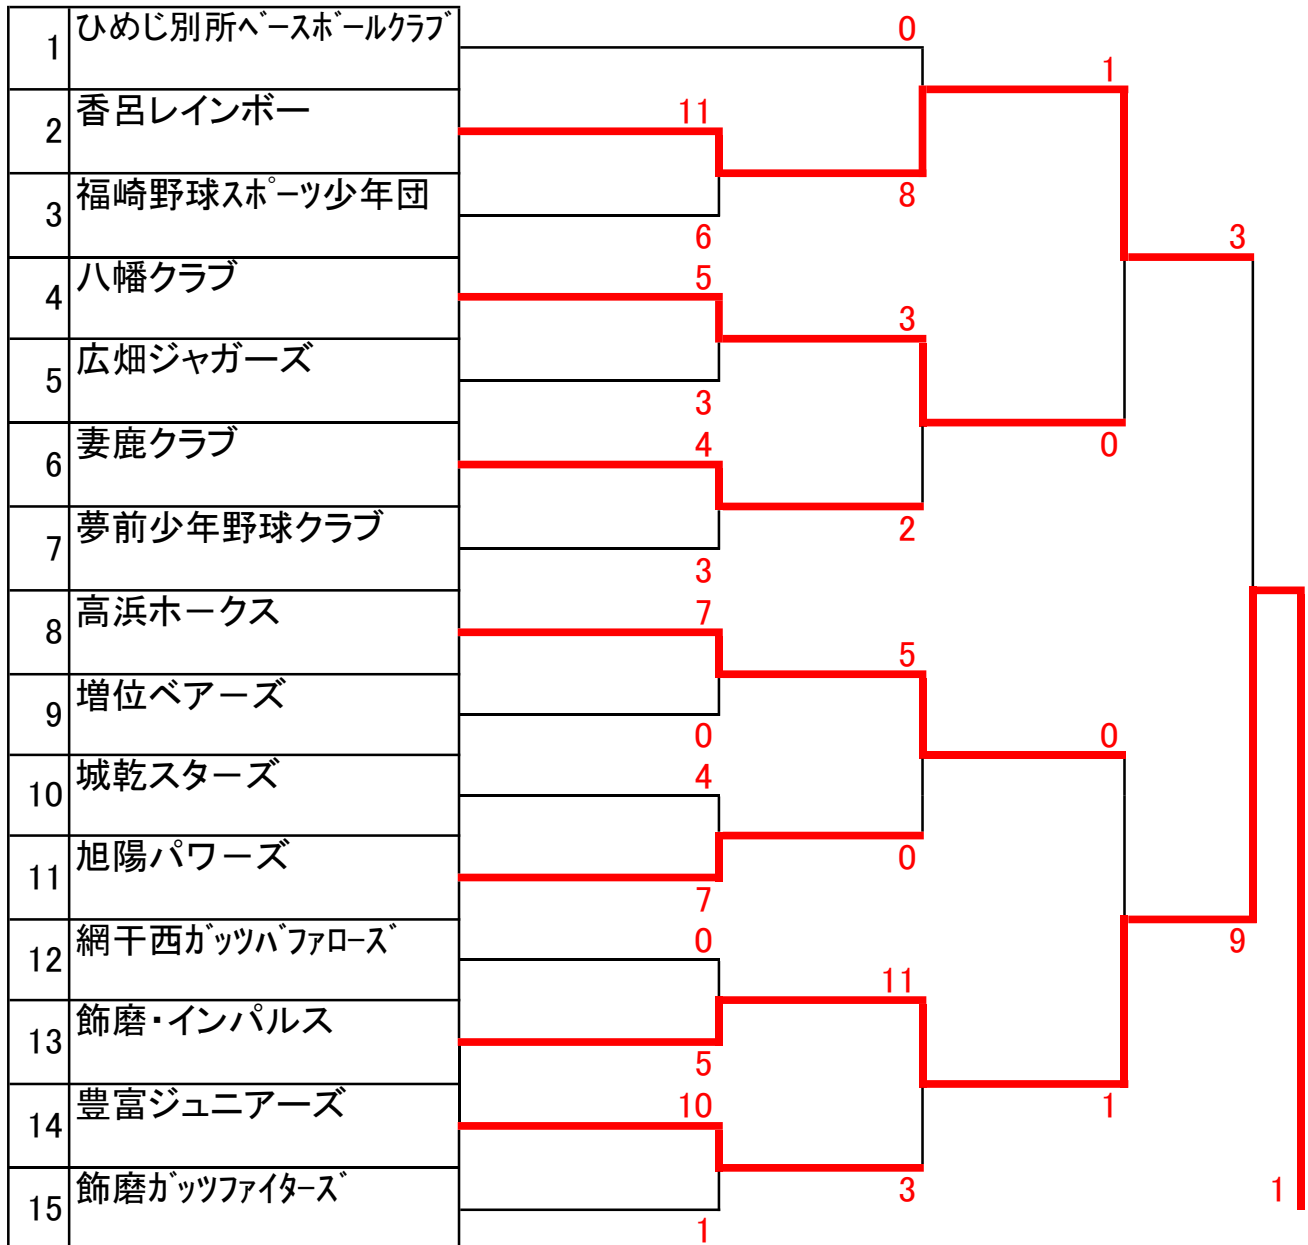 1 ひめじ別所ﾍﾞｰｽﾎﾞｰﾙｸﾗﾌﾞ
0
1
2 香呂レインボー
11
8
3 福崎野球ｽﾎﾟｰﾂ少年団
6
3
4 八幡クラブ
5
3
5 広畑ジャガーズ
3
0
6 妻鹿クラブ
4
2
7 夢前少年野球クラブ
3
8 高浜ホークス
7
5
9 増位ベアーズ
0
0
10 城乾スターズ
4
0
11 旭陽パワーズ
7
9
12 網干西ｶﾞｯﾂﾊﾞﾌｧﾛｰｽﾞ
0
11
13 飾磨・インパルス
5
1
14 豊富ジュニアーズ
10
3
1
15 飾磨ｶﾞｯﾂﾌｧｲﾀｰｽﾞ
1